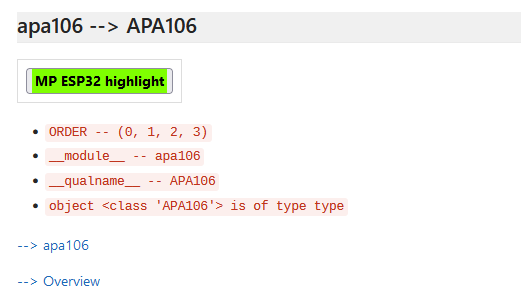 apa106 --> APA106
MP ESP32 highlight
ORDER -- (0, 1, 2, 3)
__module__ -- apa106
__qualname__ -- APA106
object <class 'APA106'> is of type type
--> apa106
--> Overview